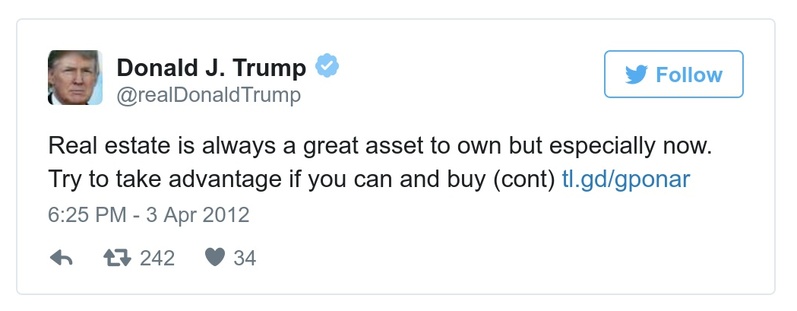 Donald J. Trump
@realDonaldTrump
Follow
Real estate is always a great asset to own but especially now.
Try to take advantage if you can and buy (cont) tl.gd/gponar
6:25 PM - 3 Apr 2012
242 34